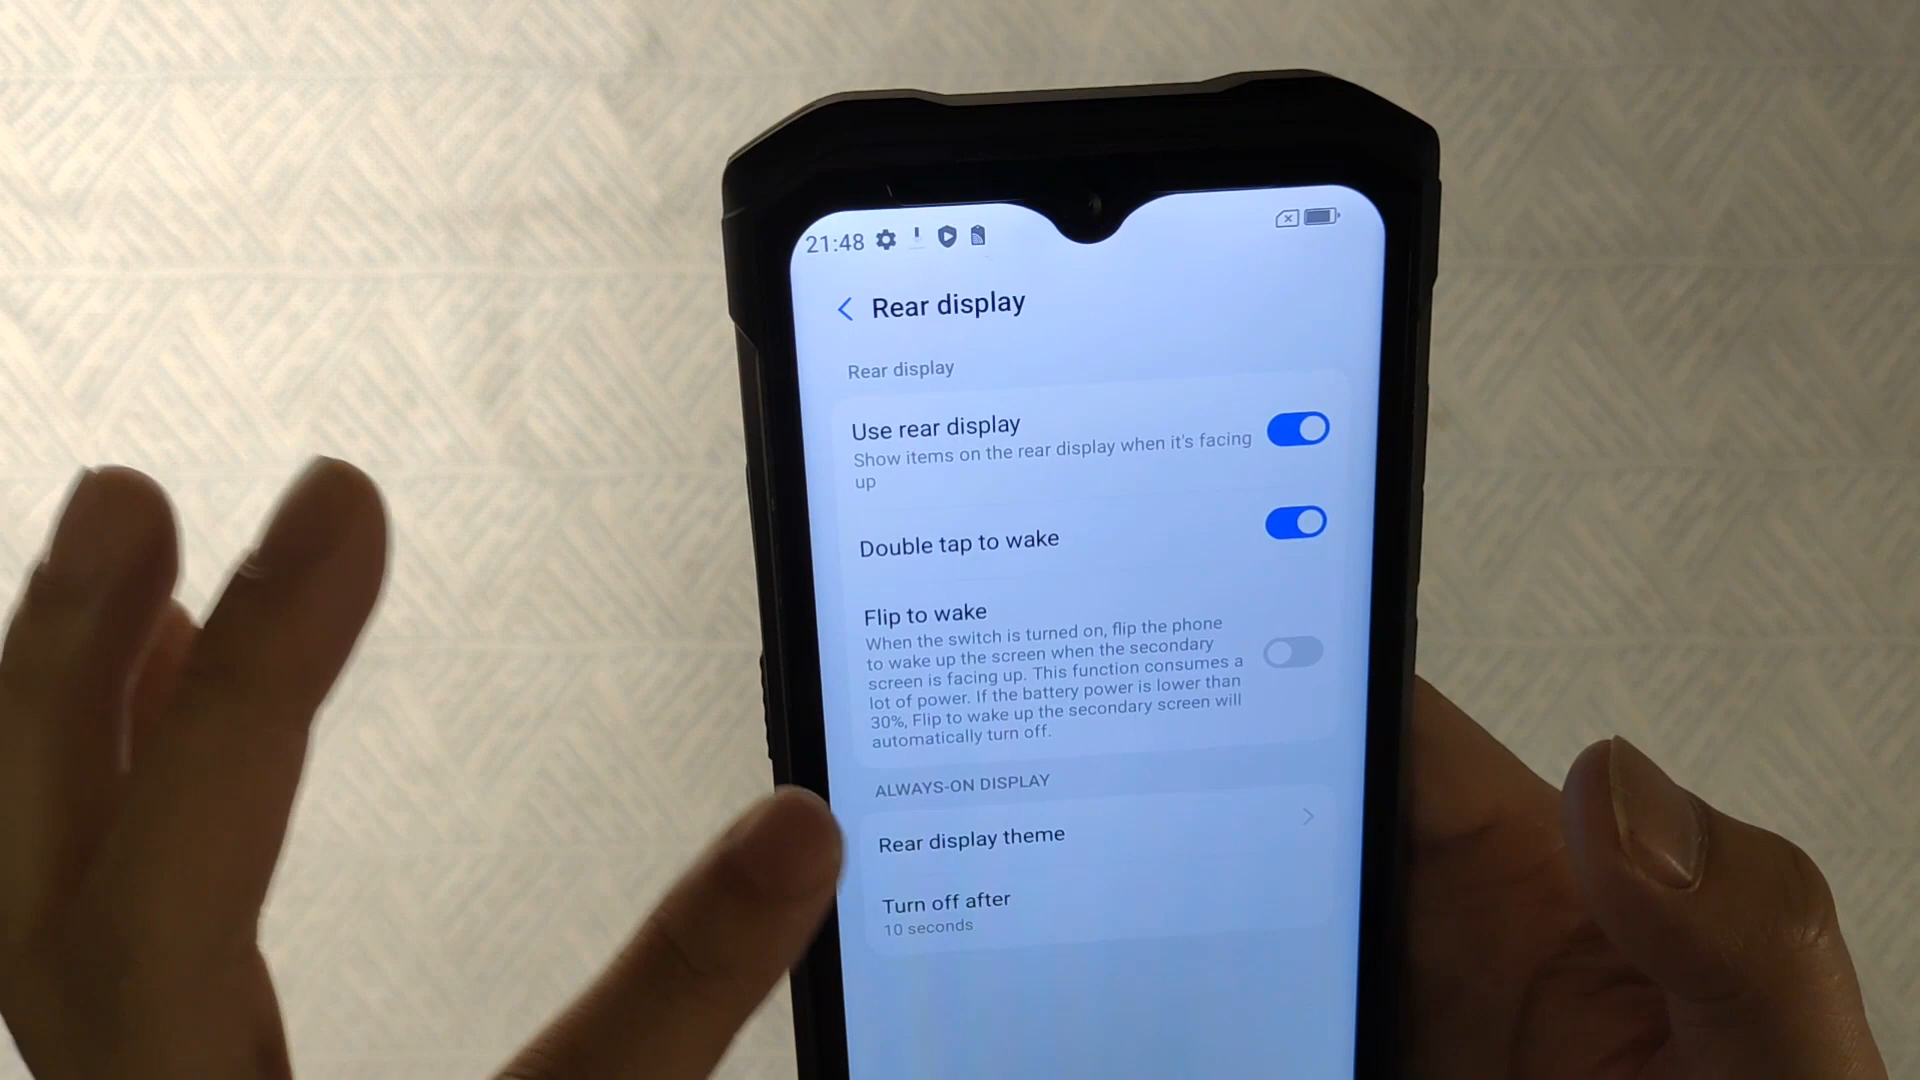 21:48
Rear display
Rear display
Use rear display
Show items on the rear display when it's facing
up
Double tap to wake
Flip to wake
When the switch is turned on, flip the phone
to wake up the screen when the secondary
screen is facing up. This function consumes a
lot of power. If the battery power is lower than
30%, Flip to wake up the secondary screen will
automatically turn off.
ALWAYS-ON DISPLAY
Rear display theme
Turn off after
10 seconds